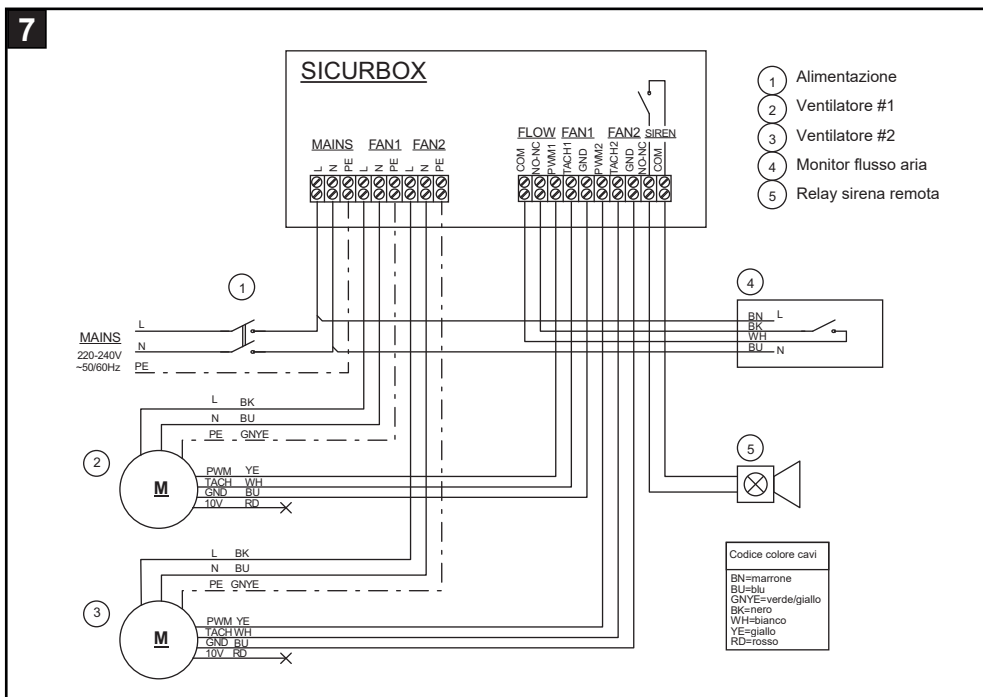 7
SICURBOX
MAINS FAN1 FAN2
L N PE L N PE L N PE
FLOW FAN1 FAN2 SIREN
COM NO-NC PWM1 TACH1 GND PWM2 TACH2 GND NO-NC COM
1 Alimentazione
2 Ventilatore #1
3 Ventilatore #2
4 Monitor flusso aria
5 Relay sirena remota
1
MAINS
220-240V
~50/60Hz
L
N
PE
4
BN L
BK
WH
BU N
L BK
N BU
PE GNYE
2
M
PWM YE
TACH WH
GND BU
10V RD
5
L BK
N BU
PE GNYE
3
M
PWM YE
TACH WH
GND BU
10V RD
Codice colore cavi
BN=marrone
BU=blu
GNYE=verde/giallo
BK=nero
WH=bianco
YE=giallo
RD=rosso